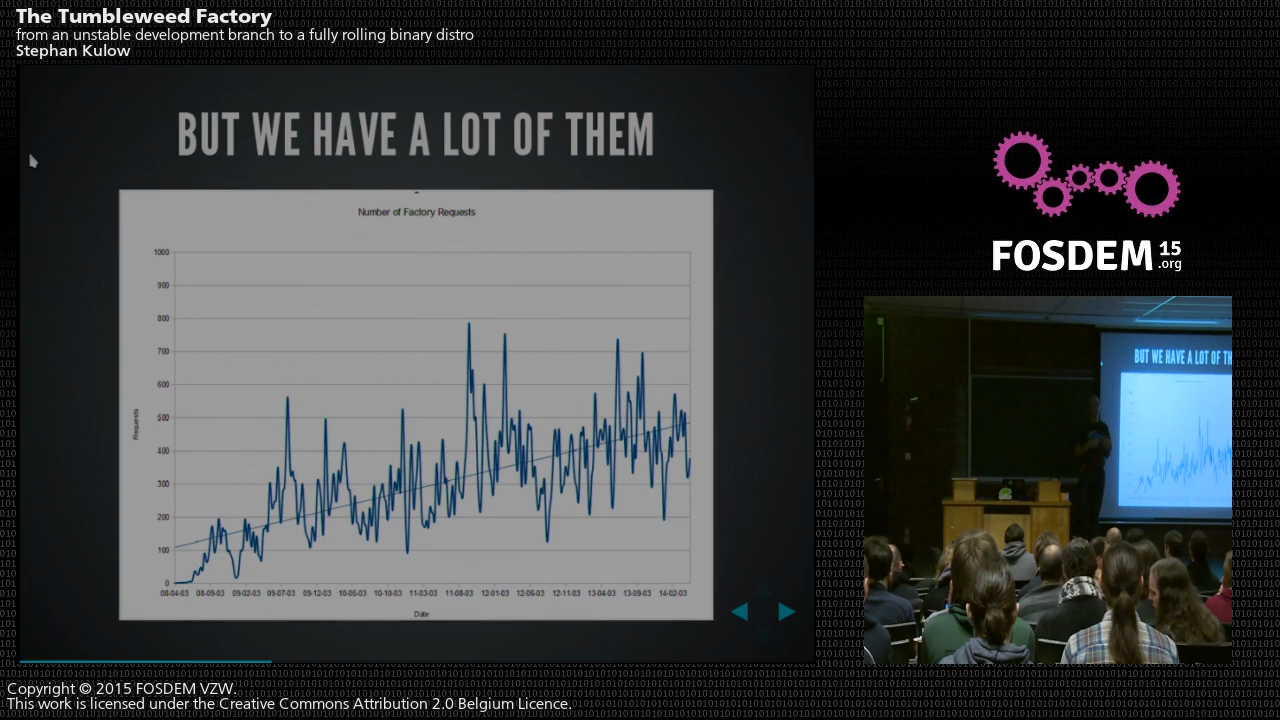 The Tumbleweed Factory
from an unstable development branch to a fully rolling binary distro
Stephan Kulow
BUT WE HAVE A LOT OF THEM
Number of Factory Requests
1000
900
800
700
600
500
400
300
200
100
0
Requests
08-04-03 08-09-03 09-02-03 09-07-03 09-12-03 10-05-03 10-10-03 11-03-03 11-08-03 12-01-03 12-06-03 12-11-03 13-04-03 13-09-03 14-02-03
Date
FOSDEM 15
.org
BUT WE HAVE A LOT OF TH
Copyright © 2015 FOSDEM VZW.
This work is licensed under the Creative Commons Attribution 2.0 Belgium Licence.